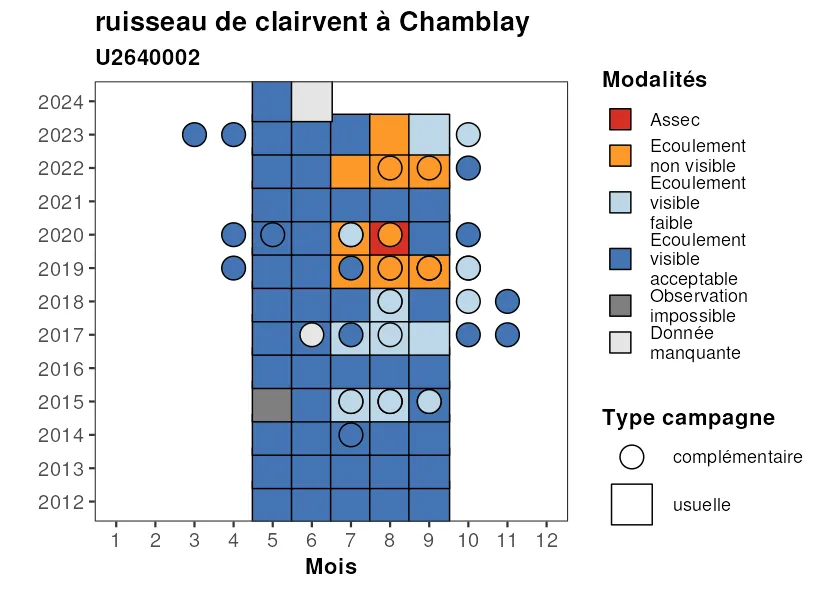 ruisseau de clairvent à Chamblay
U2640002
2024
2023
2022
2021
2020
2019
2018
2017
2016
2015
2014
2013
2012
1 2 3 4 5 6 7 8 9 10 11 12
Mois
Modalités
Assec
Ecoulement
non visible
Ecoulement
visible
faible
Ecoulement
visible
acceptable
Observation
impossible
Donnée
manquante
Type campagne
complémentaire
usuelle